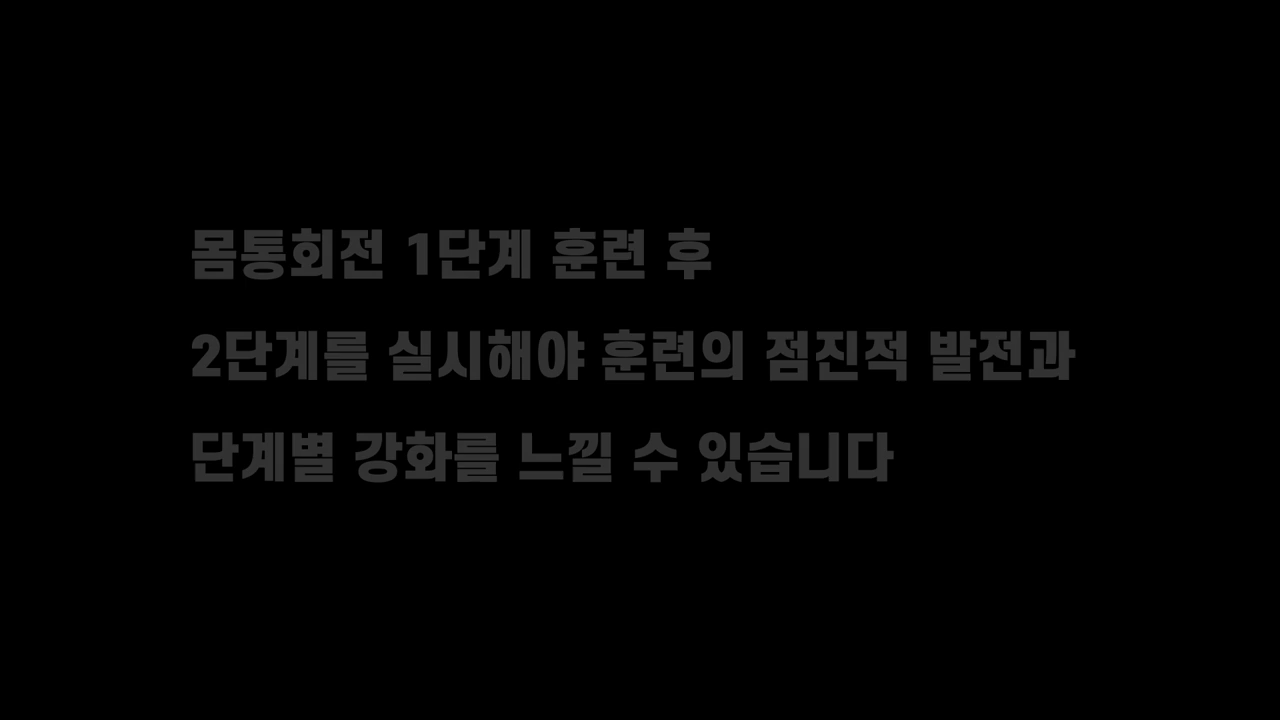 몸통회전 1단계 훈련 후
2단계를 실시해야 훈련의 점진적 발전과
단계별 강화를 느낄 수 있습니다